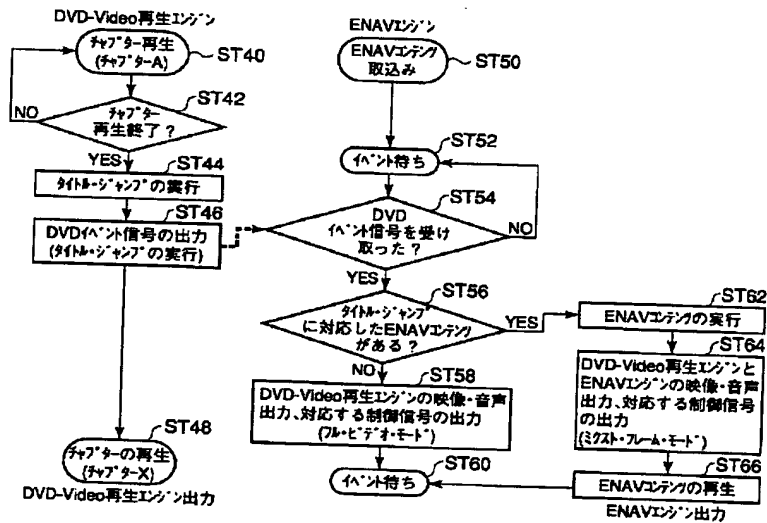 DVD-Video再生ｴﾝｼﾞﾝ
ﾁｬﾌﾟﾀｰ再生
(ﾁｬﾌﾟﾀｰA)
ST40
ST42
ﾁｬﾌﾟﾀｰ
再生終了？
NO
YES
ST44
ﾀｲﾄﾙ・ｼﾞｬﾝﾌﾟの実行
ST46
DVDｲﾍﾞﾝﾄ信号の出力
(ﾀｲﾄﾙ・ｼﾞｬﾝﾌﾟの実行)
ST48
ﾁｬﾌﾟﾀｰの再生
(ﾁｬﾌﾟﾀｰX)
DVD-Video再生ｴﾝｼﾞﾝ出力
ENAVｴﾝｼﾞﾝ
ENAVｺﾝﾃﾝﾂ
取込み
ST50
ST52
ｲﾍﾞﾝﾄ待ち
ST54
DVD
ｲﾍﾞﾝﾄ信号を受け
取った？
NO
YES
ST56
ﾀｲﾄﾙ・ｼﾞｬﾝﾌﾟ
に対応したENAVｺﾝﾃﾝﾂ
がある？
YES
NO
ST58
DVD-Video再生ｴﾝｼﾞﾝの映像・音声
出力、対応する制御信号の出力
(ﾌﾙ・ﾋﾞﾃﾞｵ・ﾓｰﾄﾞ)
ST60
ｲﾍﾞﾝﾄ待ち
ST62
ENAVｺﾝﾃﾝﾂの実行
ST64
DVD-Video再生ｴﾝｼﾞﾝと
ENAVｴﾝｼﾞﾝの映像・音声
出力、対応する制御信号
の出力
(ﾐｸｽﾄ・ﾌﾚｰﾑ・ﾓｰﾄﾞ)
ST66
ENAVｺﾝﾃﾝﾂの再生
ENAVｴﾝｼﾞﾝ出力